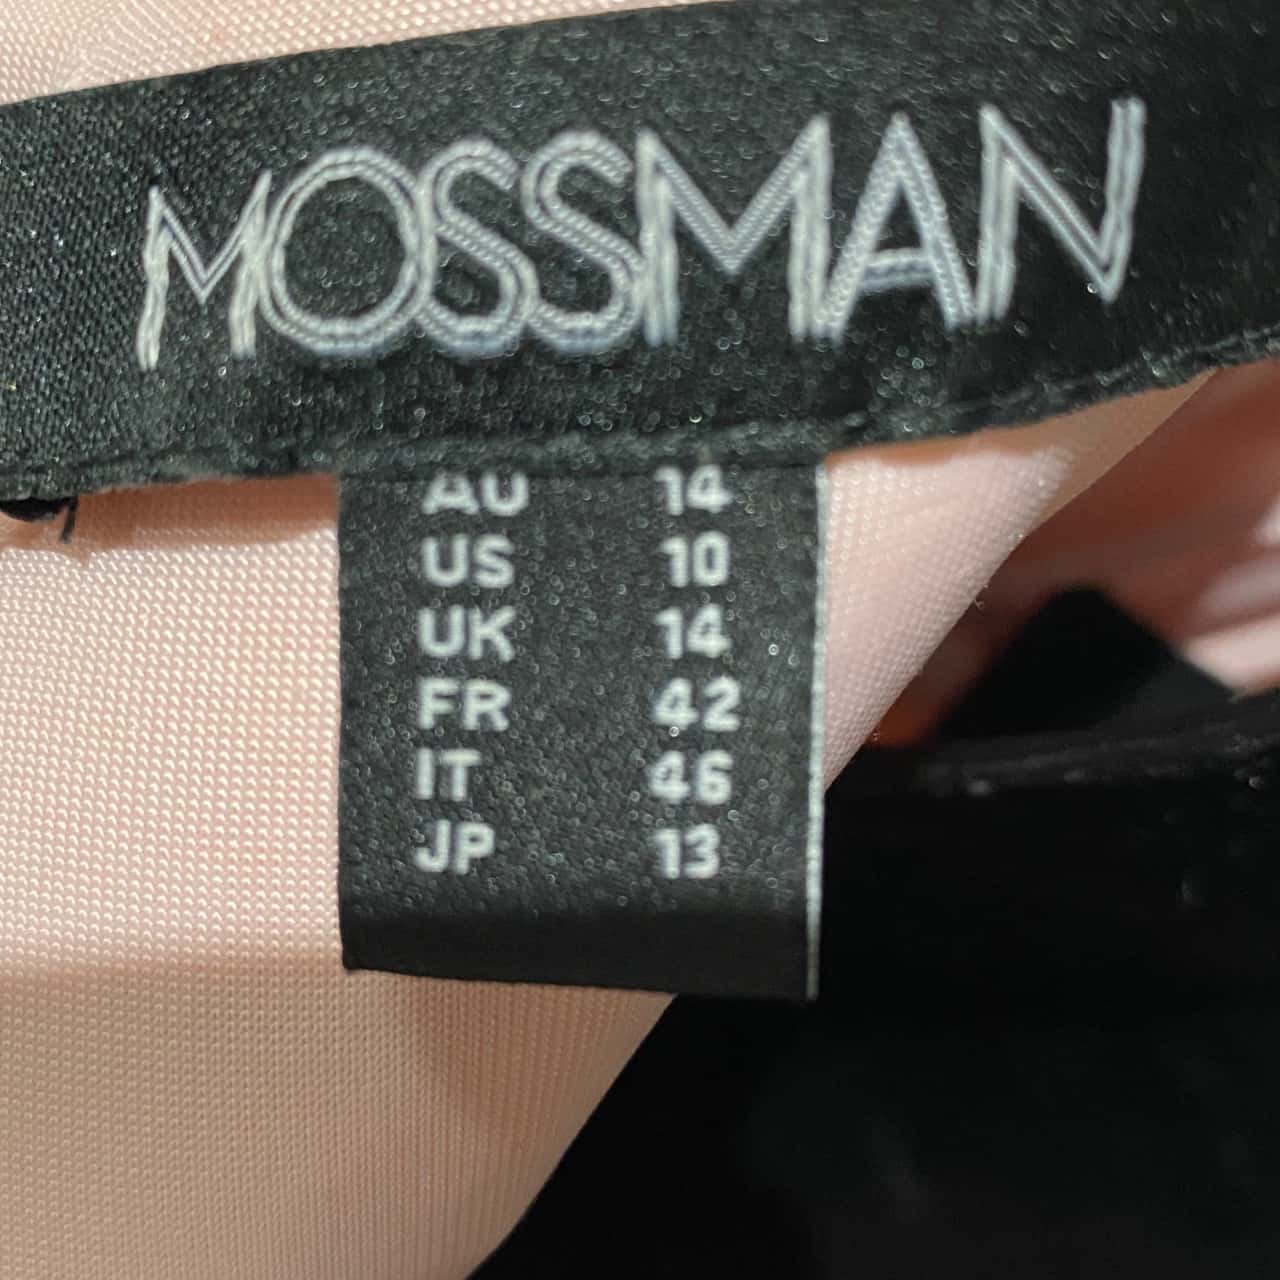 MOSSMAN
AU 14
US 10
UK 14
FR 42
IT 46
JP 13